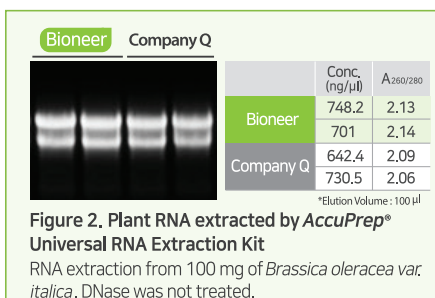 Bioneer Company Q
Conc. (ng/μl) A260/280
Bioneer 748.2 2.13
701 2.14
Company Q 642.4 2.09
730.5 2.06
*Elution Volume : 100 μl
Figure 2. Plant RNA extracted by AccuPrep®
Universal RNA Extraction Kit
RNA extraction from 100 mg of Brassica oleracea var.
italica. DNase was not treated.